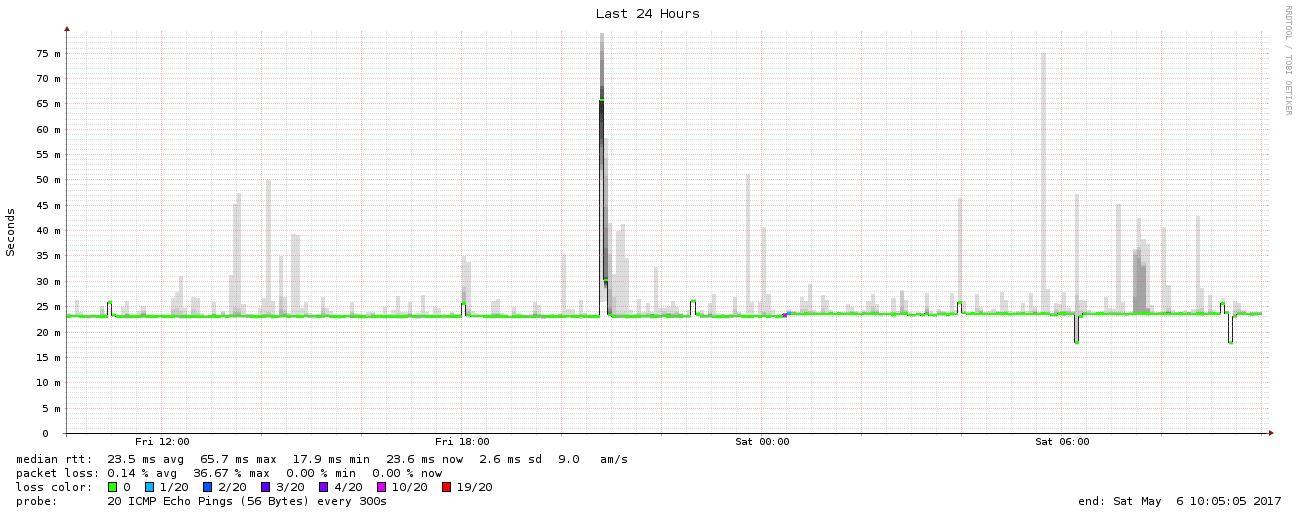 Last 24 Hours
RRDTOOL / TOBI OETIKER
Seconds
75 m
70 m
65 m
60 m
55 m
50 m
45 m
40 m
35 m
30 m
25 m
20 m
15 m
10 m
5 m
0
Fri 12:00 Fri 18:00 Sat 00:00 Sat 06:00
median rtt: 23.5 ms avg 65.7 ms max 17.9 ms min 23.6 ms now 2.6 ms sd 9.0 am/s
packet loss: 0.14 % avg 36.67 % max 0.00 % min 0.00 % now
loss color: 0 1/20 2/20 3/20 4/20 10/20 19/20
probe: 20 ICMP Echo Pings (56 Bytes) every 300s end: Sat May 6 10:05:05 2017